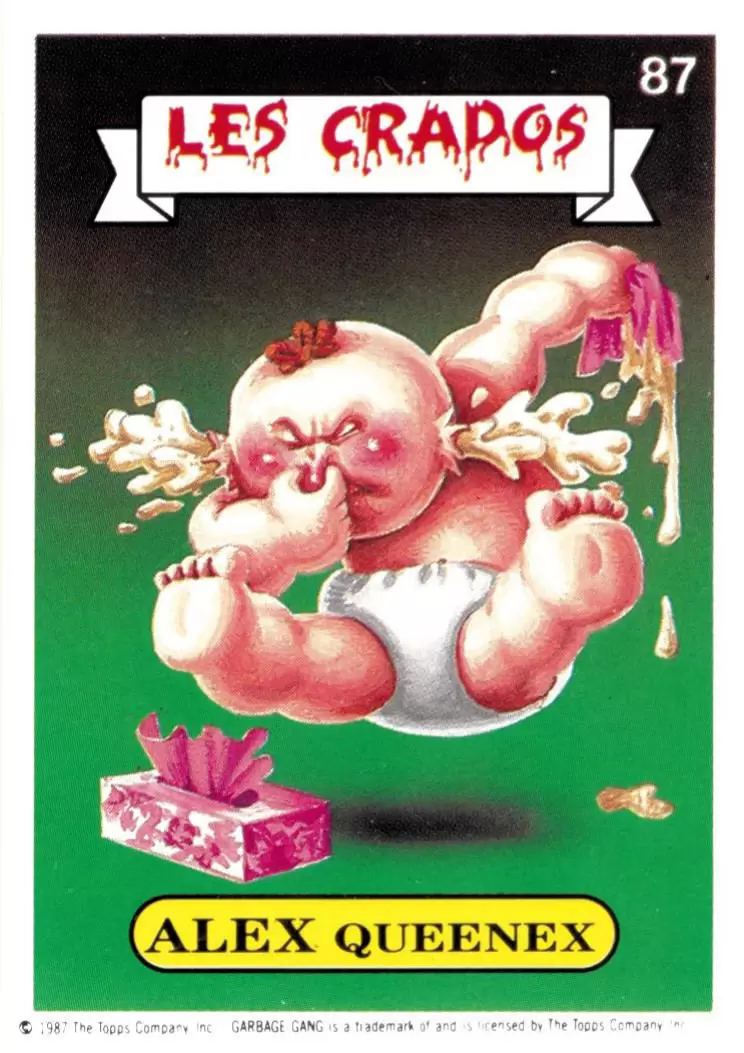 87
LES CRADOS
ALEX QUEENEX
© 1987 The Topps Company Inc GARBAGE GANG is a trademark of and is licensed by The Topps Company Inc